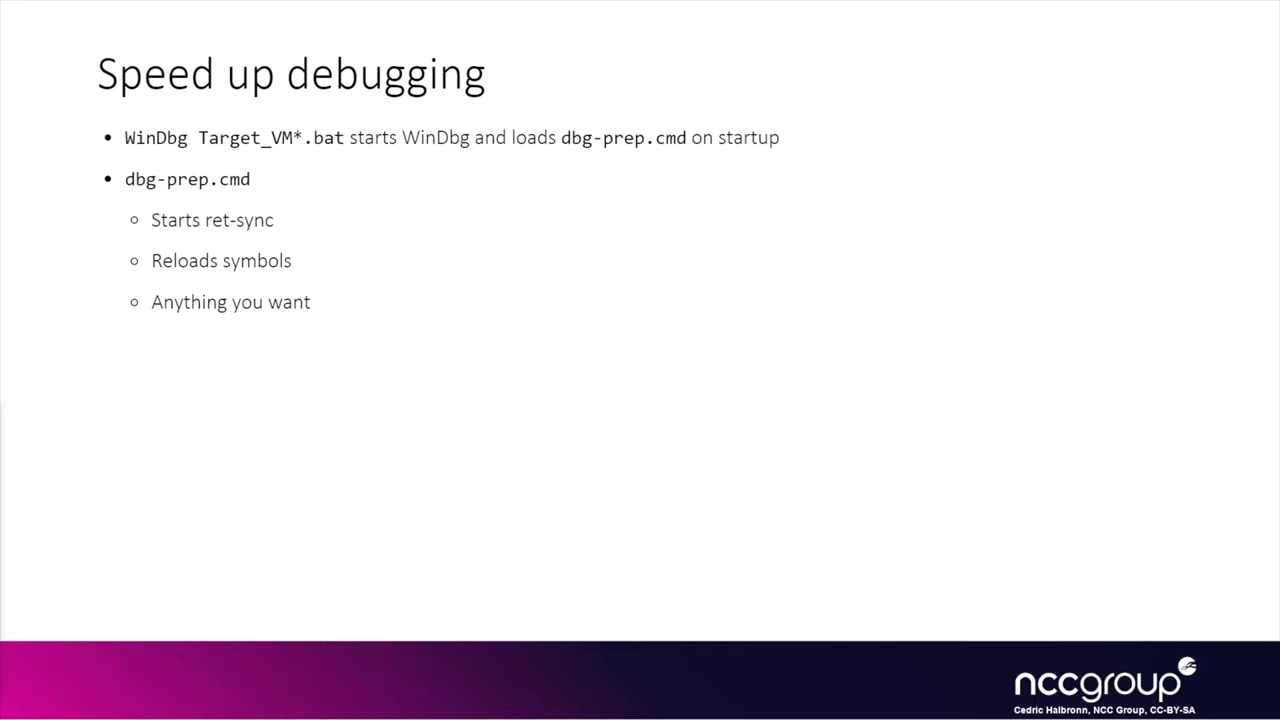 Speed up debugging
• WinDbg Target_VM*.bat starts WinDbg and loads dbg-prep.cmd on startup
• dbg-prep.cmd
○ Starts ret-sync
○ Reloads symbols
○ Anything you want
nccgroup
Cedric Halbronn, NCC Group, CC-BY-SA